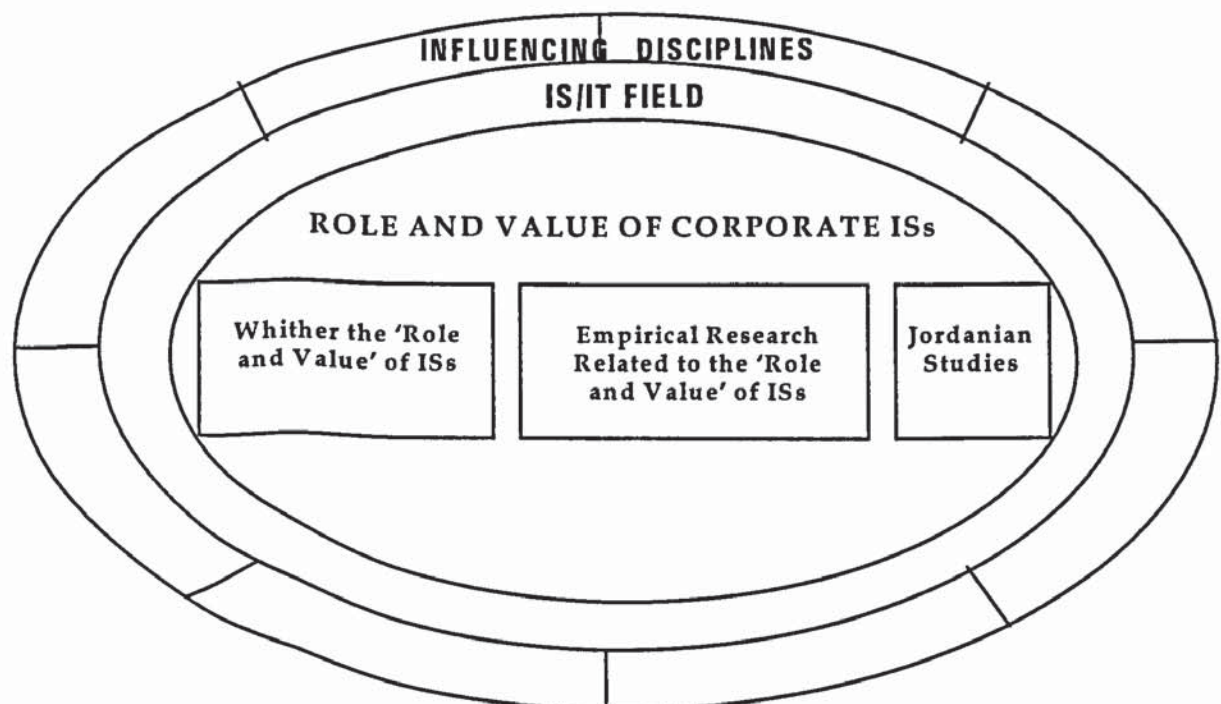 INFLUENCING DISCIPLINES
IS/IT FIELD
ROLE AND VALUE OF CORPORATE ISs
Whither the 'Role
and Value' of ISs
Empirical Research
Related to the 'Role
and Value' of ISs
Jordanian
Studies